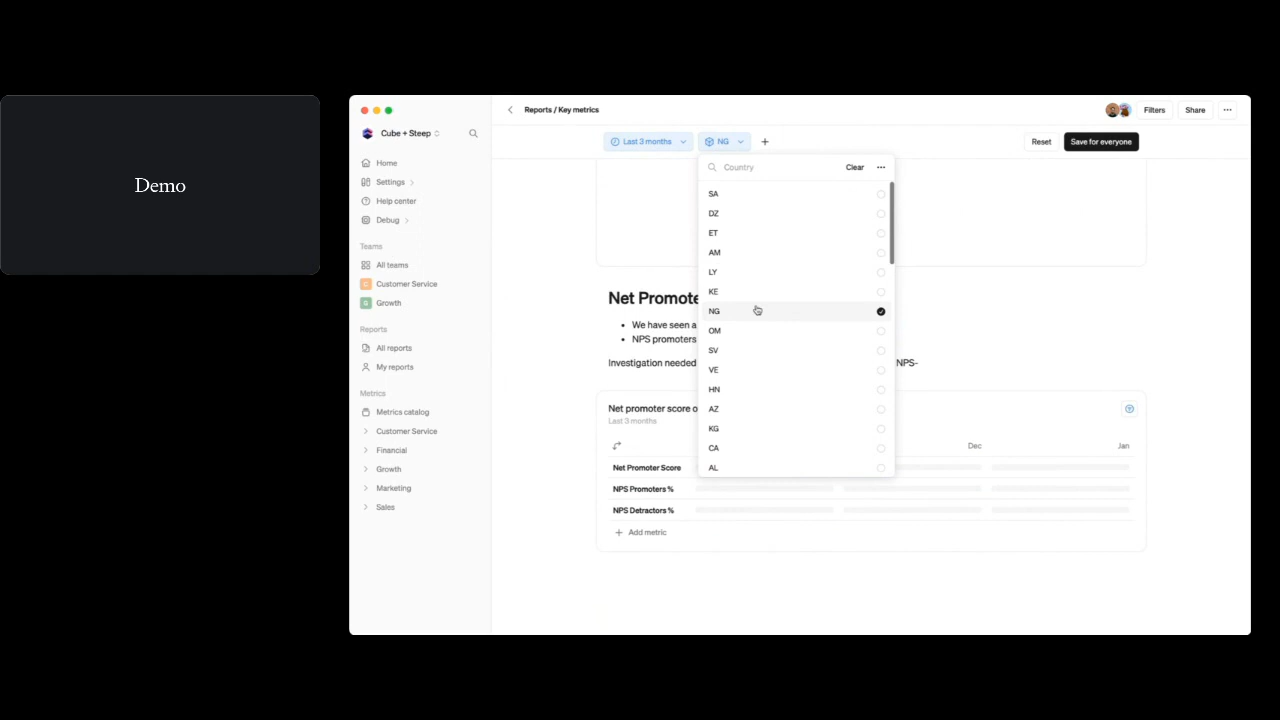 Demo
Reports / Key metrics
Filters
Share
Cube + Steep
Last 3 months
NG
Reset
Save for everyone
Home
Settings
Help center
Debug
Teams
All teams
C Customer Service
G Growth
Reports
All reports
My reports
Metrics
Metrics catalog
Customer Service
Financial
Growth
Marketing
Sales
Country
Clear
SA
DZ
ET
AM
LY
KE
NG
OM
SV
VE
HN
AZ
KG
CA
AL
Net Promote
• We have seen a
• NPS promoters
Investigation needed
NPS-
Net promoter score o
Last 3 months
Dec
Jan
Net Promoter Score
NPS Promoters %
NPS Detractors %
+ Add metric